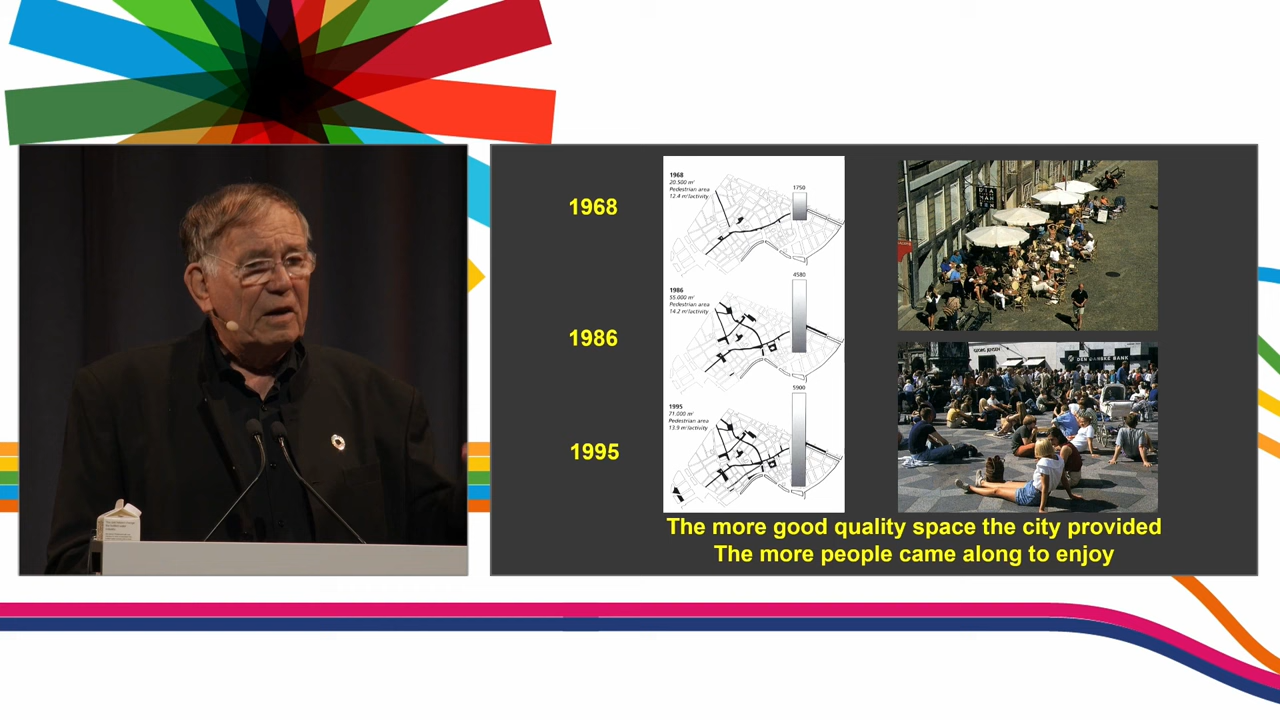 1968
1986
1995
1968
20.500 m²
Pedestrian area
12.4 m²/activity
1750
1986
55.000 m²
Pedestrian area
14.2 m²/activity
4580
1995
71.000 m²
Pedestrian area
13.9 m²/activity
5900
GEORG JENSEN
DEN DANSKE BANK
The more good quality space the city provided
The more people came along to enjoy